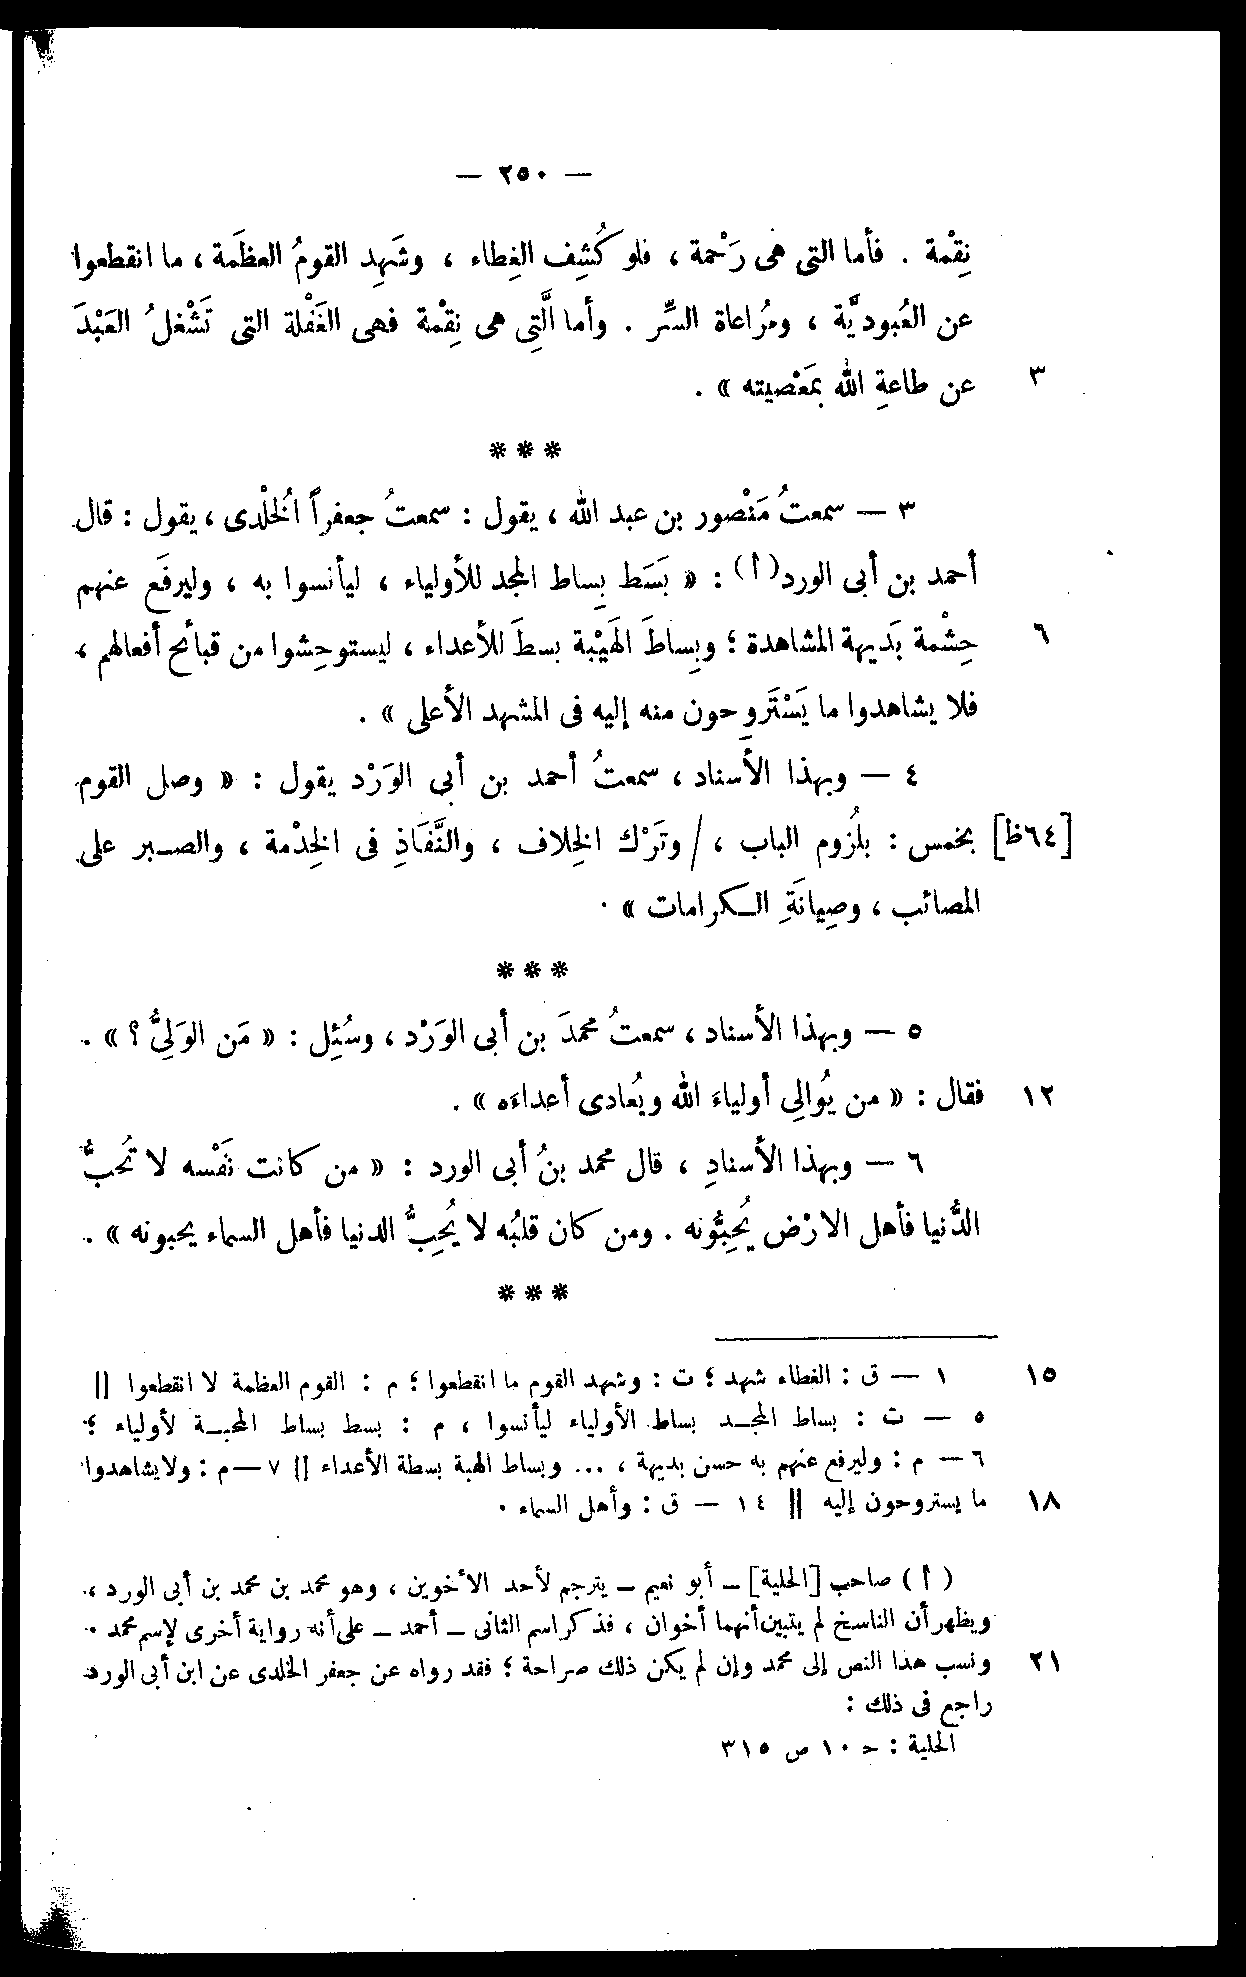 — ٢٥٠ —
نِقْمة . فأما التى هى رَحْمة ، فلو كُشِف الغِطاء ، وشَهِد القومُ العظَمة ، ما انقطعوا
عن العُبوديَّة ، ومُراعاة السِّر . وأما الَّتِى هى نِقْمة فهى الغَفْلة التى تَشْغلُ العَبْدَ
٣ عن طاعةِ الله بمَعْصيته » .
***
٣ — سمعتُ مَنْصور بن عبد الله ، يقول : سمعتُ جعفراً الخُلْدى ، يقول : قال
أحمد بن أبى الورد(أ) : « بَسَط بِساط المجد للأولياء ، ليأنسوا به ، وليرفَع عنهم
٦ حِشْمة بَديهة المشاهدة ؛ وبِساطَ الهَيْبة بسطَ للأعداء ، ليستوحِشوا من قبائح أفعالهم ،
فلا يشاهدوا ما يَسْتَروِحون منه إليه فى المشهد الأعلى » .
٤ — وبهذا الأسناد ، سمعتُ أحمد بن أبى الوَرْد يقول : « وصل القوم
[٦٤ظ] بخمس : بلُزوم الباب ، / وتَرْك الخِلاف ، والنَّفَاذِ فى الخِدْمة ، والصبر على
المصائب ، وصِيانَةِ الكرامات » .
***
٥ — وبهذا الأسناد ، سمعتُ محمدَ بن أبى الوَرْد ، وسُئِل : « مَن الوَلِىُّ ؟ » .
١٢ فقال : « من يُوالِى أولياءَ الله ويُعادى أعداءَه » .
٦ — وبهذا الأسنادِ ، قال محمد بنُ أبى الورد : « من كانت نَفْسه لا تُحبُّ
الدُّنيا فأهل الارْض يُحِبُّونه . ومن كان قلبُه لا يُحِبُّ الدنيا فأهل السماء يحبونه » .
***
١٥ ١ — ق : الغطاء شهد ؛ ت : وشهد القوم ما انقطعوا ؛ م : القوم العظمة لا انقطعوا ||
٥ — ت : بساط المجد بساط الأولياء ليأنسوا ، م : بسط بساط المحبة لأولياء ؛
٦ — م : وليرفع عنهم به حسن بديهة ، ... وبساط الهبة بسطة الأعداء || ٧ — م : ولايشاهدوا
١٨ ما يستروحون إليه || ١٤ — ق : وأهل السماء .
(أ) صاحب [الحلية] — أبو نعيم — يترجم لأحد الأخوين ، وهو محمد بن محمد بن أبى الورد ،
ويظهر أن الناسخ لم يتبين أنهما أخوان ، فذكر اسم الثانى — أحمد — على أنه رواية أخرى لإسم محمد .
٢١ ونسب هذا النص إلى محمد وإن لم يكن ذلك صراحة ؛ فقد رواه عن جعفر الخلدى عن ابن أبى الورد
راجع فى ذلك :
الحلية : ح ١٠ ص ٣١٥